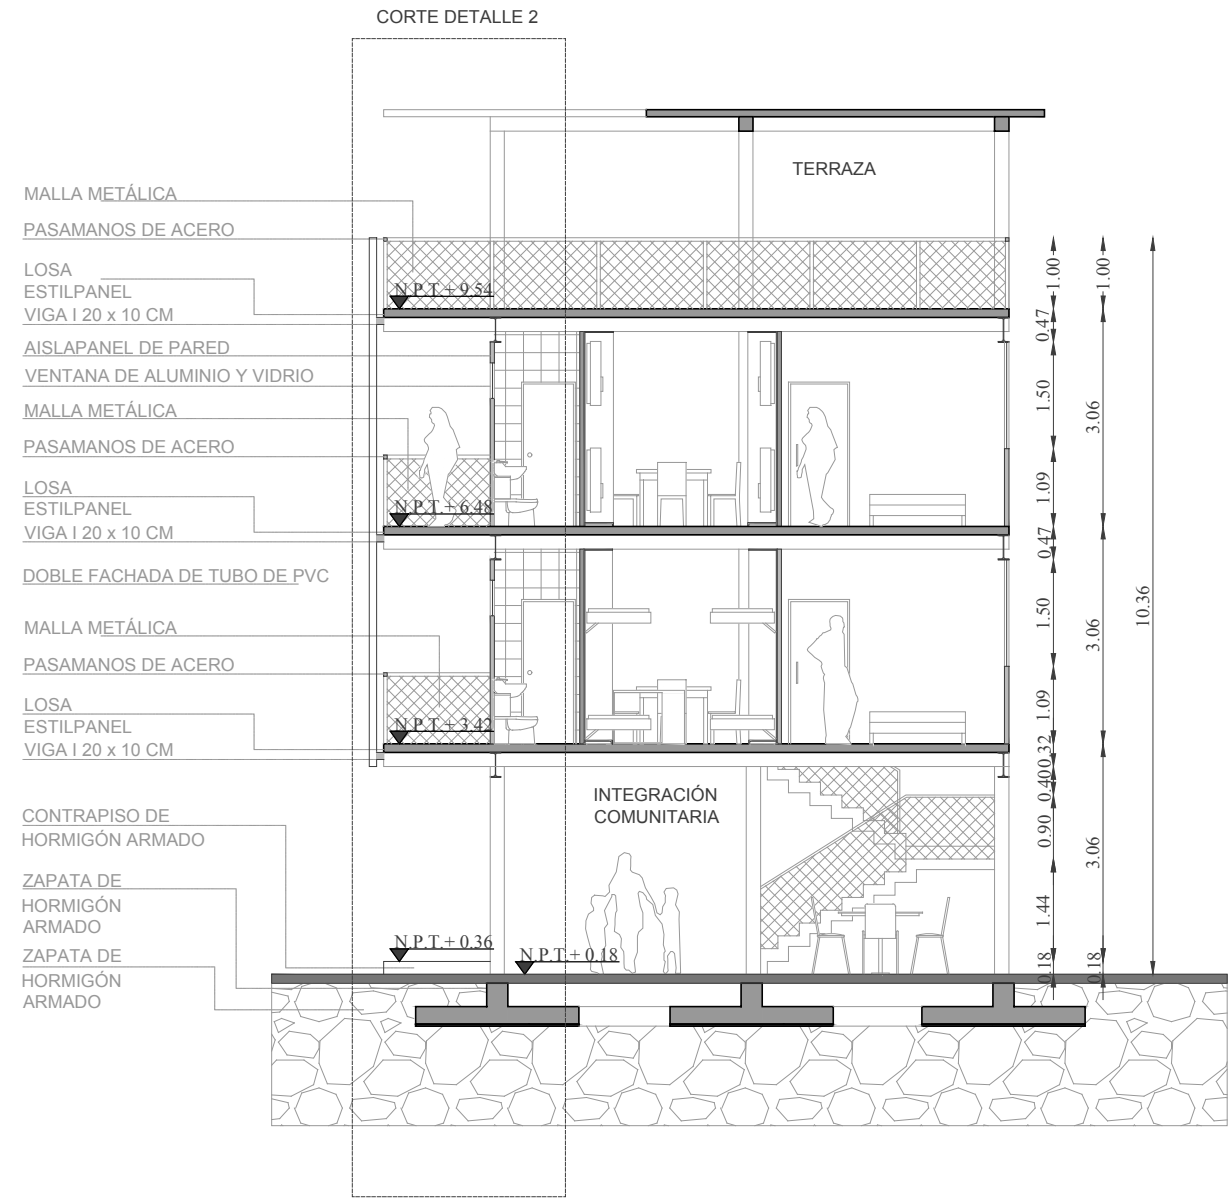 CORTE DETALLE 2
TERRAZA
MALLA METÁLICA
PASAMANOS DE ACERO
LOSA
ESTILPANEL
VIGA I 20 x 10 CM
AISLAPANEL DE PARED
VENTANA DE ALUMINIO Y VIDRIO
MALLA METÁLICA
PASAMANOS DE ACERO
LOSA
ESTILPANEL
VIGA I 20 x 10 CM
DOBLE FACHADA DE TUBO DE PVC
MALLA METÁLICA
PASAMANOS DE ACERO
LOSA
ESTILPANEL
VIGA I 20 x 10 CM
CONTRAPISO DE
HORMIGÓN ARMADO
ZAPATA DE
HORMIGÓN
ARMADO
ZAPATA DE
HORMIGÓN
ARMADO
N.P.T.+ 9.54
N.P.T.+ 6.48
N.P.T.+ 3.42
INTEGRACIÓN
COMUNITARIA
N.P.T.+ 0.36
N.P.T.+ 0.18
1.00
0.47
1.50
1.09
0.47
1.50
1.09
0.32
0.40
0.90
1.44
0.18
1.00
3.06
3.06
3.06
0.18
10.36